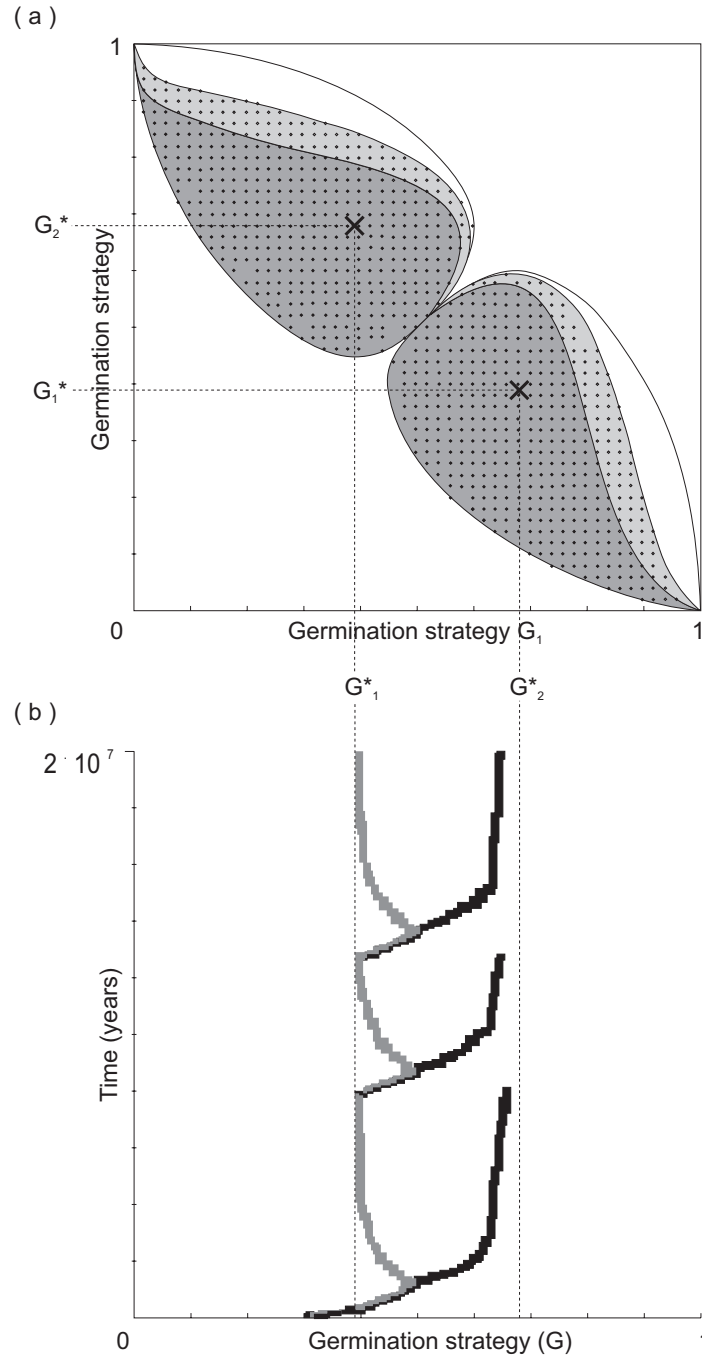 ( a )
1
G₂*
G₁*
Germination strategy
0
Germination strategy G₁
1
G*₁
G*₂
( b )
2 · 10⁷
Time (years)
0
Germination strategy (G)